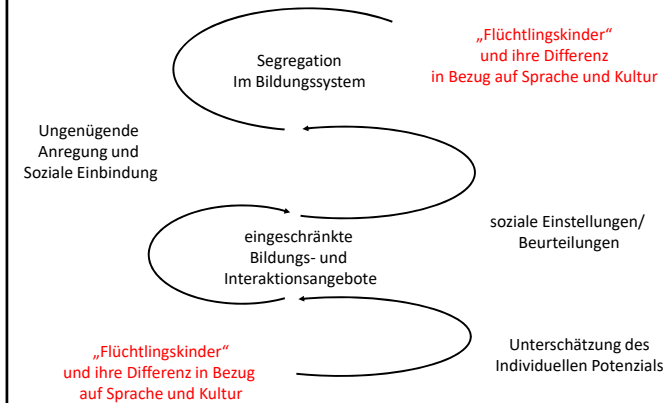 „Flüchtlingskinder“
und ihre Differenz
in Bezug auf Sprache und Kultur
Segregation
Im Bildungssystem
Ungenügende
Anregung und
Soziale Einbindung
soziale Einstellungen/
Beurteilungen
eingeschränkte
Bildungs- und
Interaktionsangebote
Unterschätzung des
Individuellen Potenzials
„Flüchtlingskinder“
und ihre Differenz in Bezug
auf Sprache und Kultur